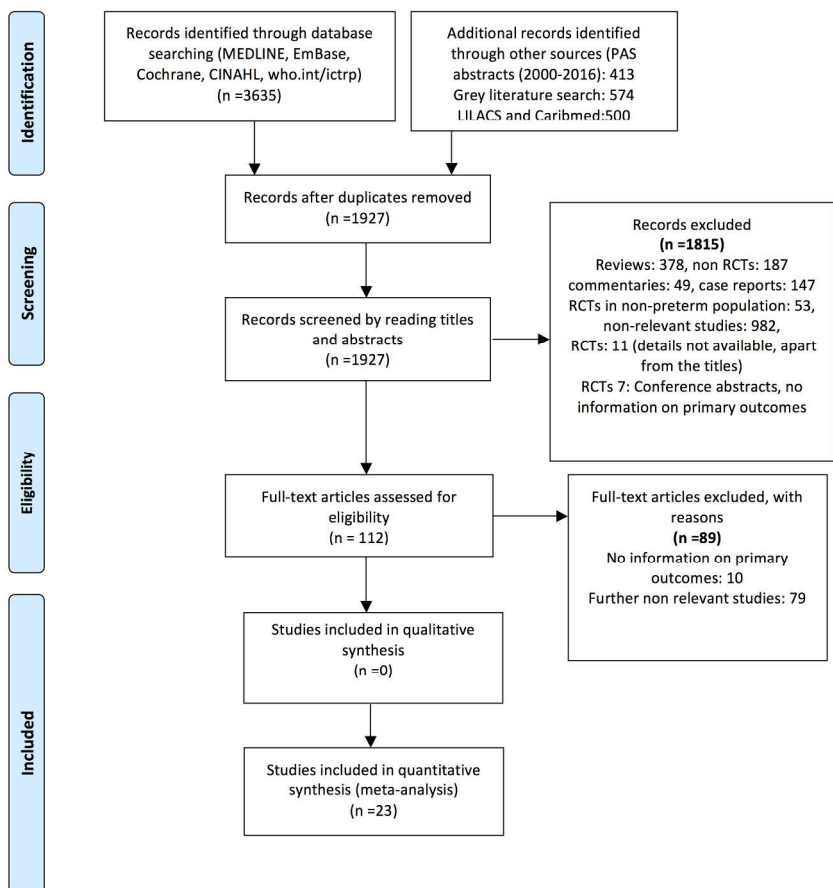 Identification
Records identified through database
searching (MEDLINE, EmBase,
Cochrane, CINAHL, who.int/ictrp)
(n =3635)
Additional records identified
through other sources (PAS
abstracts (2000-2016): 413
Grey literature search: 574
LILACS and Caribmed:500
Records after duplicates removed
(n =1927)
Screening
Records screened by reading titles
and abstracts
(n =1927)
Records excluded
(n =1815)
Reviews: 378, non RCTs: 187
commentaries: 49, case reports: 147
RCTs in non-preterm population: 53,
non-relevant studies: 982,
RCTs: 11 (details not available, apart
from the titles)
RCTs 7: Conference abstracts, no
information on primary outcomes
Eligibility
Full-text articles assessed for
eligibility
(n = 112)
Full-text articles excluded, with
reasons
(n =89)
No information on primary
outcomes: 10
Further non relevant studies: 79
Included
Studies included in qualitative
synthesis
(n =0)
Studies included in quantitative
synthesis (meta-analysis)
(n =23)